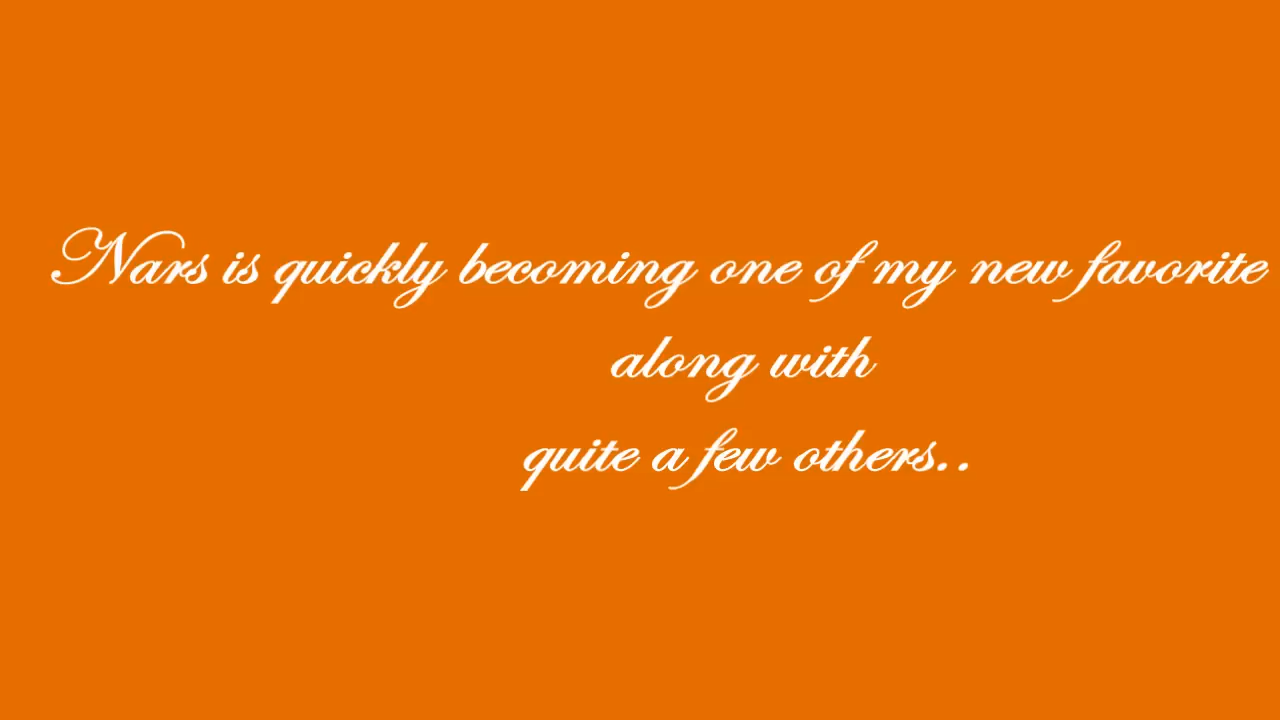 Nars is quickly becoming one of my new favorite
along with
quite a few others..